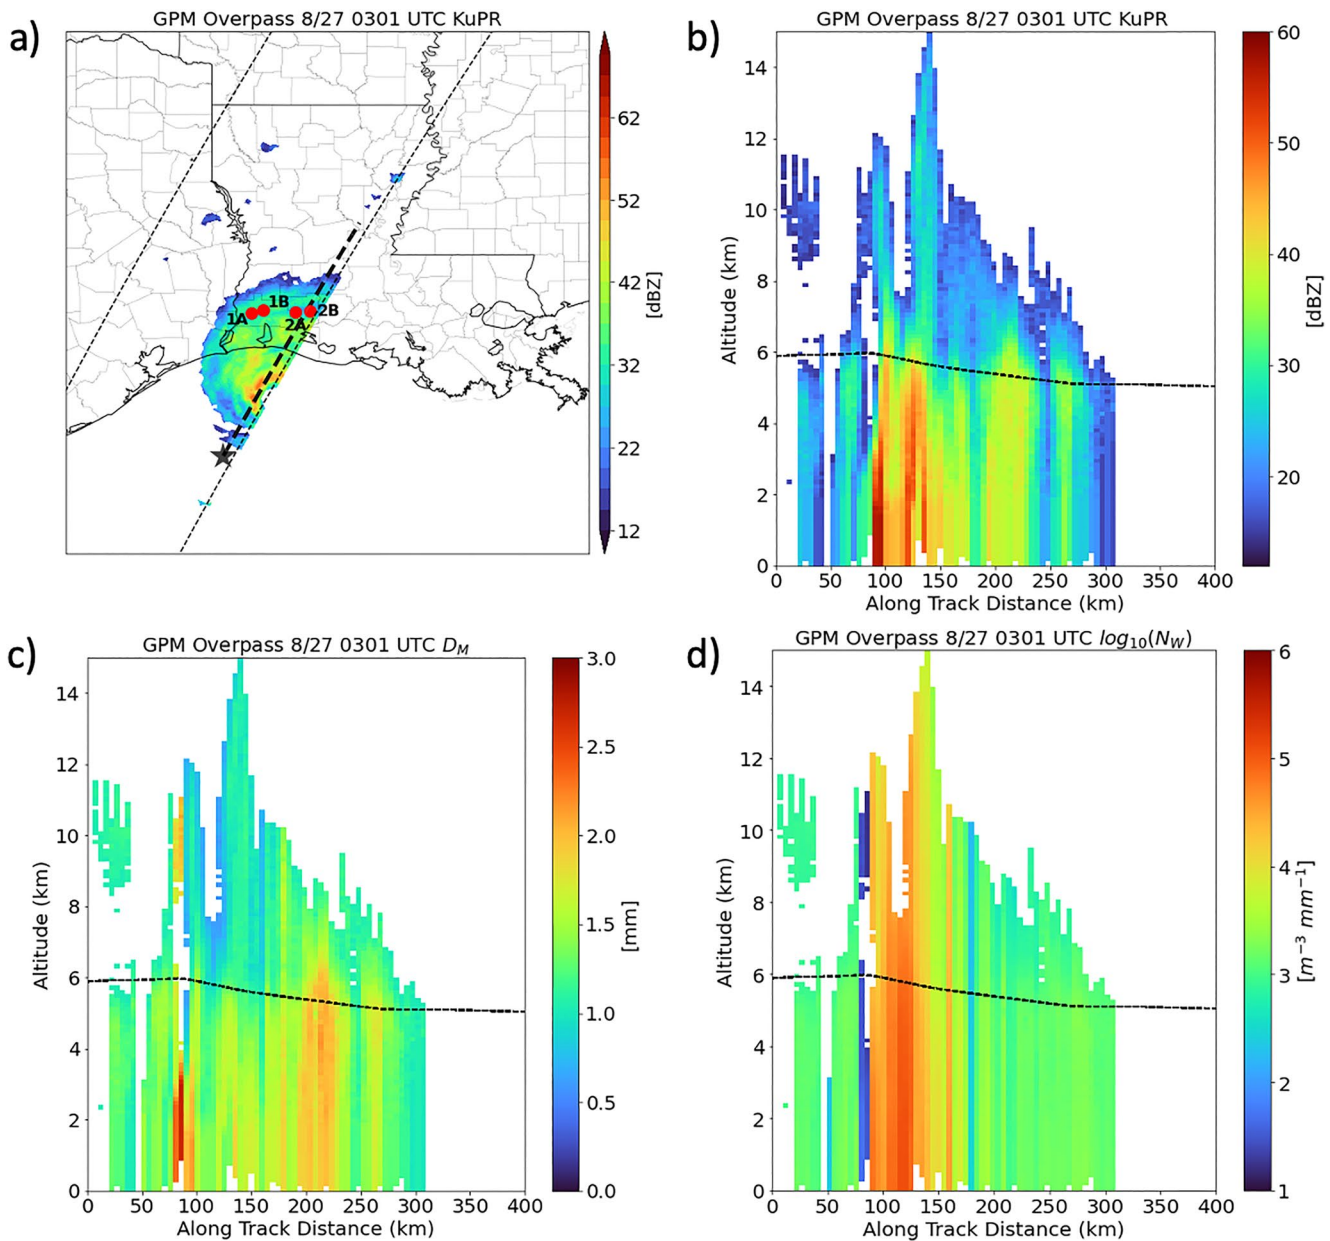 a)
GPM Overpass 8/27 0301 UTC KuPR
1A
1B
2A
2B
62
52
42
32
22
12
[dBZ]
b)
GPM Overpass 8/27 0301 UTC KuPR
14
12
10
8
6
4
2
0
Altitude (km)
0 50 100 150 200 250 300 350 400
Along Track Distance (km)
60
50
40
30
20
[dBZ]
c)
GPM Overpass 8/27 0301 UTC D_M
14
12
10
8
6
4
2
0
Altitude (km)
0 50 100 150 200 250 300 350 400
Along Track Distance (km)
3.0
2.5
2.0
1.5
1.0
0.5
0.0
[mm]
d)
GPM Overpass 8/27 0301 UTC log₁₀(N_W)
14
12
10
8
6
4
2
0
Altitude (km)
0 50 100 150 200 250 300 350 400
Along Track Distance (km)
6
5
4
3
2
1
[m⁻³ mm⁻¹]